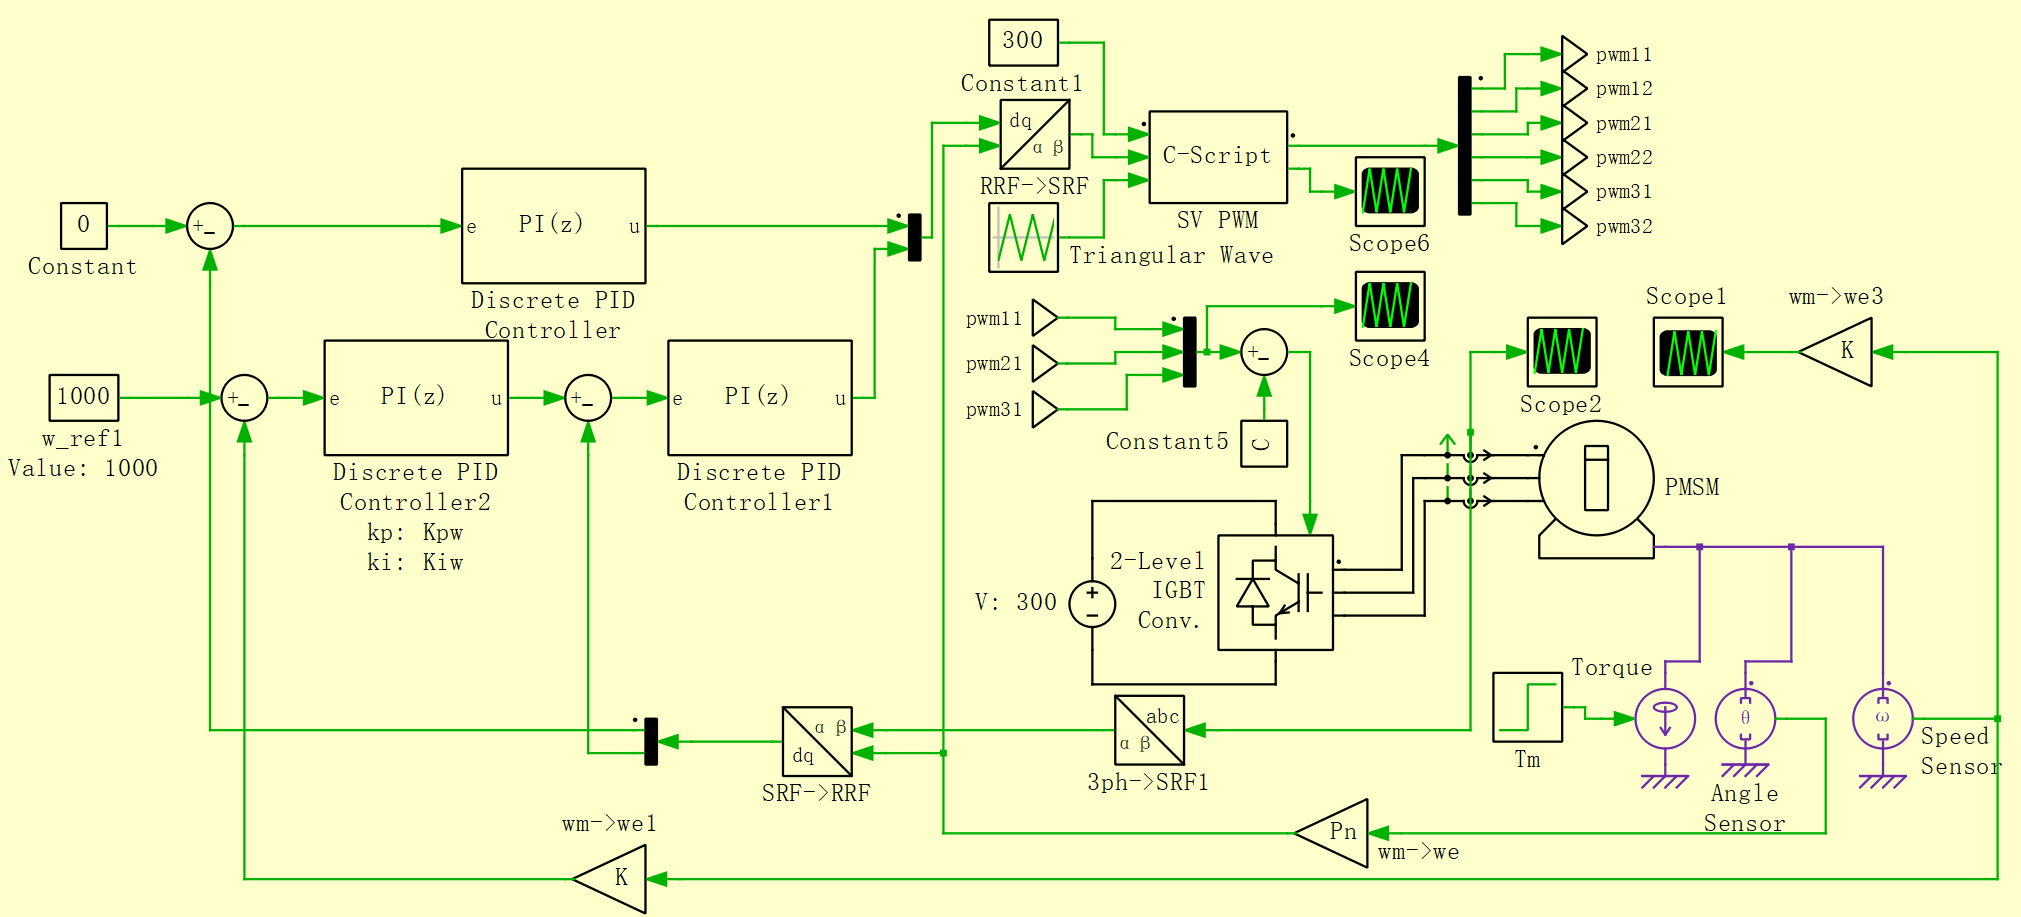 300
Constant1
dq
α β
RRF->SRF
C-Script
SV PWM
Triangular Wave
Scope6
pwm11
pwm12
pwm21
pwm22
pwm31
pwm32
0
+
−
Constant
e
PI(z)
u
Discrete PID
Controller
1000
w_ref1
Value: 1000
+
−
e
PI(z)
u
Discrete PID
Controller2
kp: Kpw
ki: Kiw
+
−
e
PI(z)
u
Discrete PID
Controller1
pwm11
pwm21
pwm31
+
−
Scope4
Constant5
C
Scope2
Scope1
wm->we3
K
PMSM
2-Level
IGBT
Conv.
V: 300
+
−
Torque
Tm
θ
Angle
Sensor
ω
Speed
Sensor
abc
α β
3ph->SRF1
α β
dq
SRF->RRF
Pn
wm->we
wm->we1
K